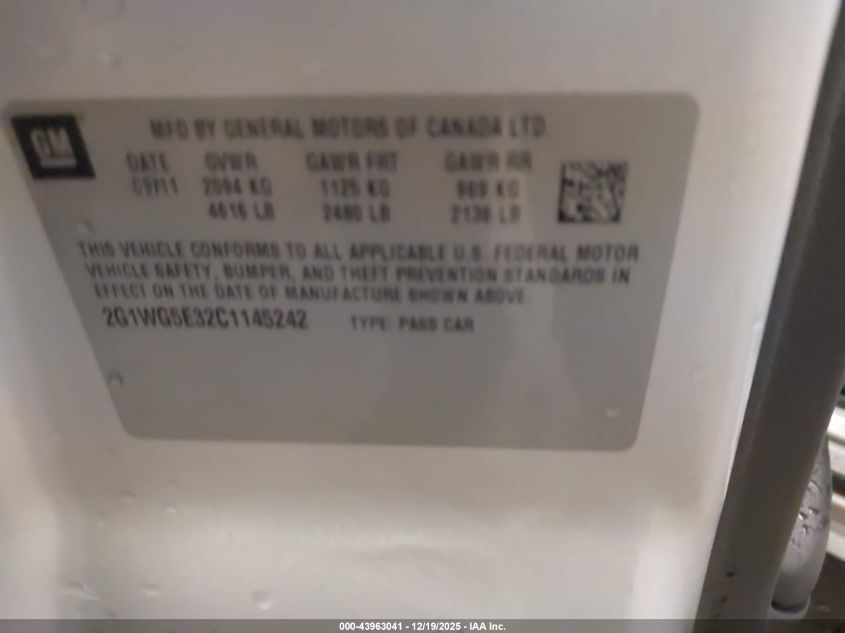 GM
MFD BY GENERAL MOTORS OF CANADA LTD.
DATE GVWR GAWR FRT GAWR RR
09/11 2094 KG 1125 KG 969 KG
4616 LB 2480 LB 2136 LB
THIS VEHICLE CONFORMS TO ALL APPLICABLE U.S. FEDERAL MOTOR
VEHICLE SAFETY, BUMPER, AND THEFT PREVENTION STANDARDS IN
EFFECT ON THE DATE OF MANUFACTURE SHOWN ABOVE.
2G1WG5E32C1145242 TYPE: PASS CAR
000-43963041 - 12/19/2025 - IAA Inc.